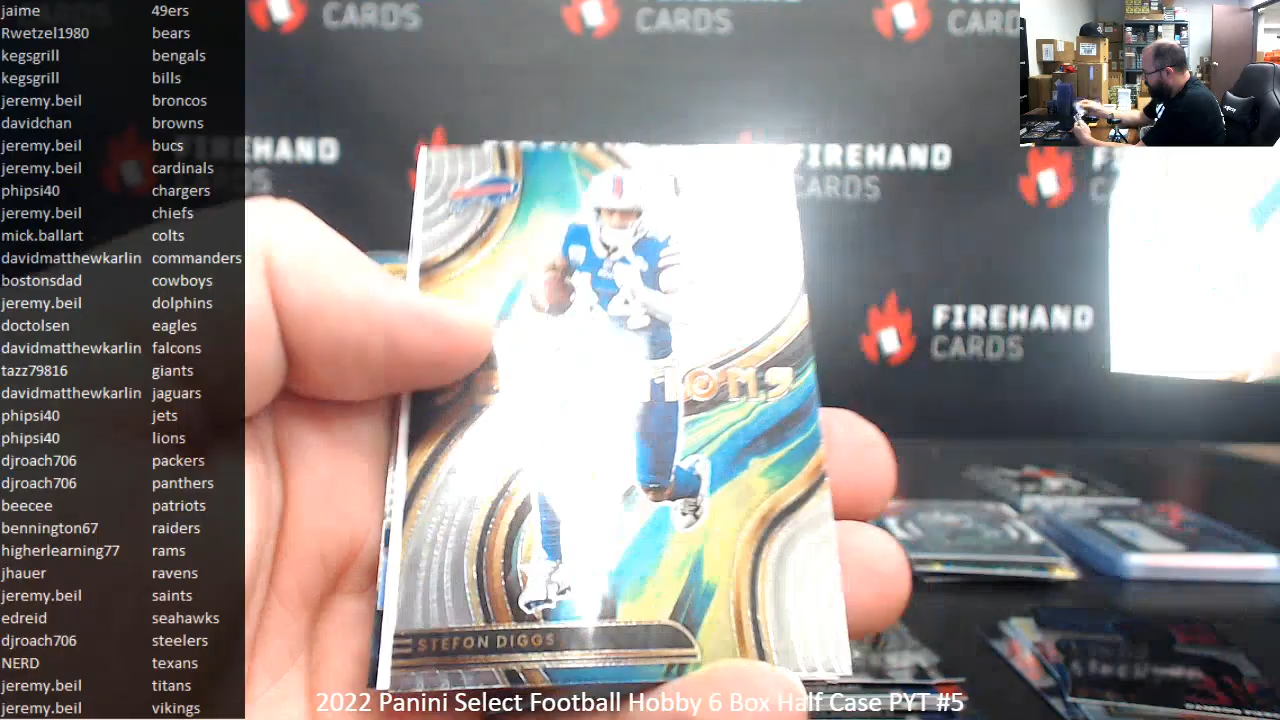 jaime 49ers
Rwetzel1980 bears
kegsgrill bengals
kegsgrill bills
jeremy.beil broncos
davidchan browns
jeremy.beil bucs
jeremy.beil cardinals
phipsi40 chargers
jeremy.beil chiefs
mick.ballart colts
davidmatthewkarlin commanders
bostonsdad cowboys
jeremy.beil dolphins
doctolsen eagles
davidmatthewkarlin falcons
tazz79816 giants
davidmatthewkarlin jaguars
phipsi40 jets
phipsi40 lions
djroach706 packers
djroach706 panthers
beecee patriots
bennington67 raiders
higherlearning77 rams
jhauer ravens
jeremy.beil saints
edreid seahawks
djroach706 steelers
NERD texans
jeremy.beil titans
jeremy.beil vikings
CARDS
CARDS
FIREHAND
CARDS
FIREHAND
CARDS
STEFON DIGGS
2022 Panini Select Football Hobby 6 Box Half Case PYT #5